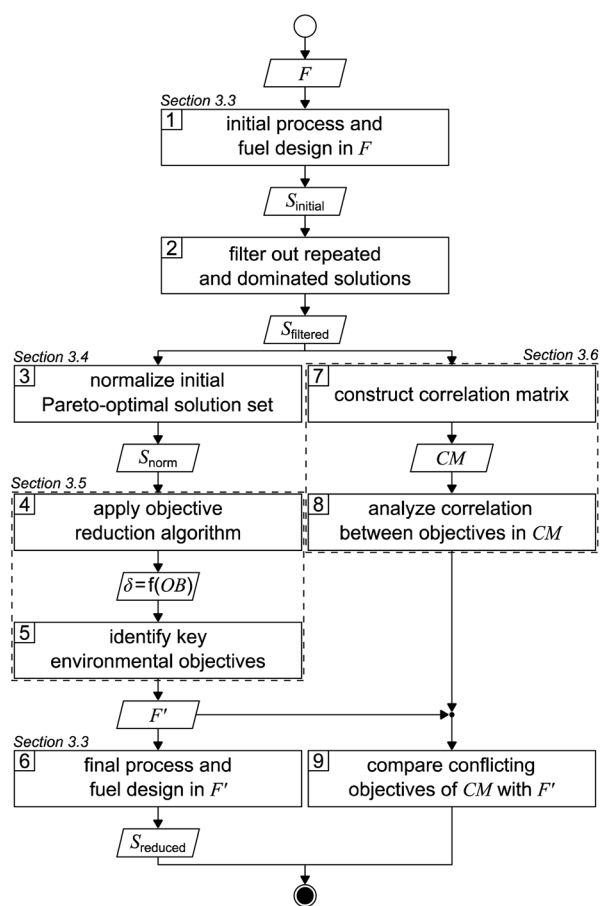 F
Section 3.3
1
initial process and
fuel design in F
S_initial
2
filter out repeated
and dominated solutions
S_filtered
Section 3.4
3
normalize initial
Pareto-optimal solution set
S_norm
Section 3.5
4
apply objective
reduction algorithm
δ=f(OB)
5
identify key
environmental objectives
F'
Section 3.3
6
final process and
fuel design in F'
S_reduced
Section 3.6
7
construct correlation matrix
CM
8
analyze correlation
between objectives in CM
9
compare conflicting
objectives of CM with F'